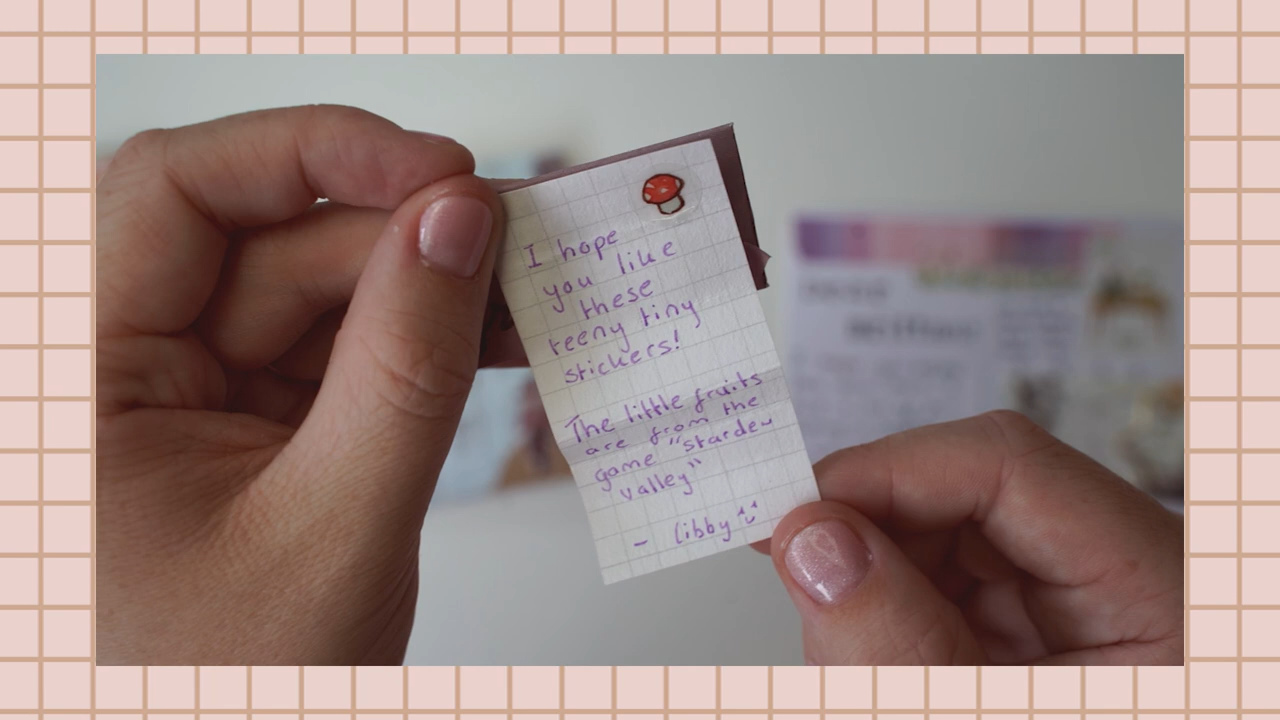 I hope
you like
these
teeny tiny
stickers!
The little fruits
are from the
game "stardew
valley"
- libby